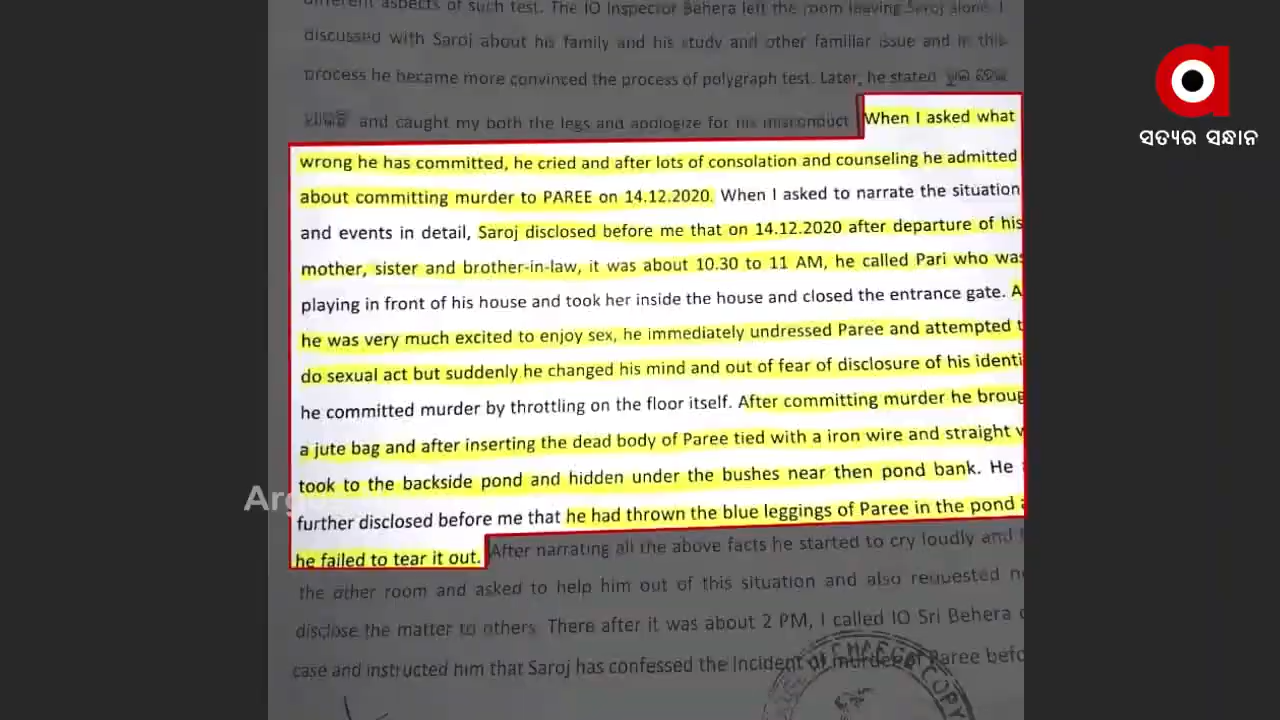 different aspects of such test. The IO Inspector Behera left the room leaving Saroj alone. I
discussed with Saroj about his family and his study and other familiar issue and in this
process he became more convinced the process of polygraph test. Later, he stated
and caught my both the legs and apologize for his misconduct When I asked what
wrong he has committed, he cried and after lots of consolation and counseling he admitted
about committing murder to PAREE on 14.12.2020. When I asked to narrate the situation
and events in detail, Saroj disclosed before me that on 14.12.2020 after departure of his
mother, sister and brother-in-law, it was about 10.30 to 11 AM, he called Pari who was
playing in front of his house and took her inside the house and closed the entrance gate. A
he was very much excited to enjoy sex, he immediately undressed Paree and attempted t
do sexual act but suddenly he changed his mind and out of fear of disclosure of his identi
he committed murder by throttling on the floor itself. After committing murder he broug
a jute bag and after inserting the dead body of Paree tied with a iron wire and straight
took to the backside pond and hidden under the bushes near then pond bank. He
further disclosed before me that he had thrown the blue leggings of Paree in the pond
he failed to tear it out. After narrating all the above facts he started to cry loudly and
the other room and asked to help him out of this situation and also requested
disclose the matter to others. There after it was about 2 PM, I called IO Sri Behera
case and instructed him that Saroj has confessed the Incident of murder of Paree befo
COPY
a
ସତ୍ୟର ସନ୍ଧାନ